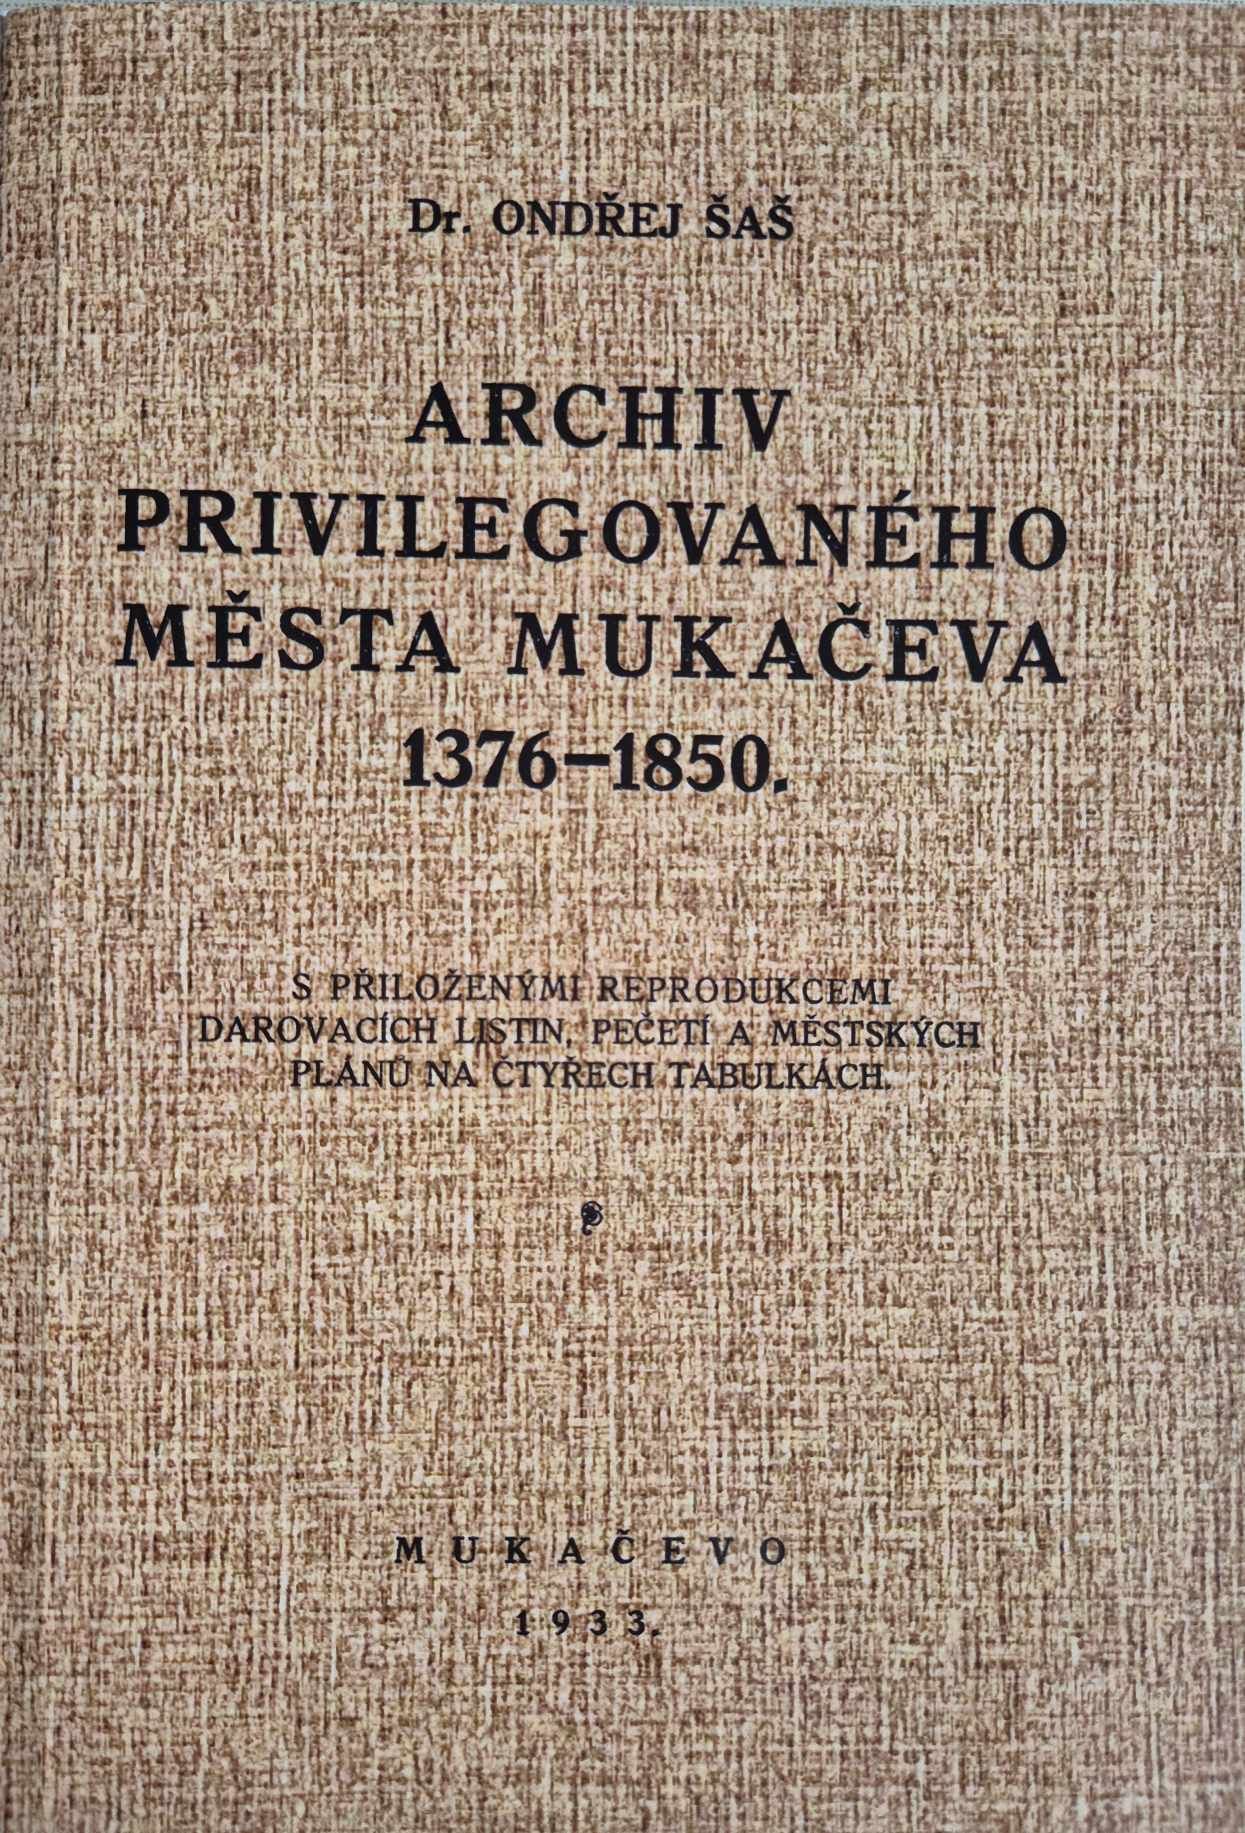 Dr. ONDŘEJ ŠAŠ
ARCHIV
PRIVILEGOVANÉHO
MĚSTA MUKAČEVA
1376–1850.
S PŘILOŽENÝMI REPRODUKCEMI
DAROVACÍCH LISTIN, PEČETÍ A MĚSTSKÝCH
PLÁNŮ NA ČTYŘECH TABULKÁCH.
MUKAČEVO
1933.